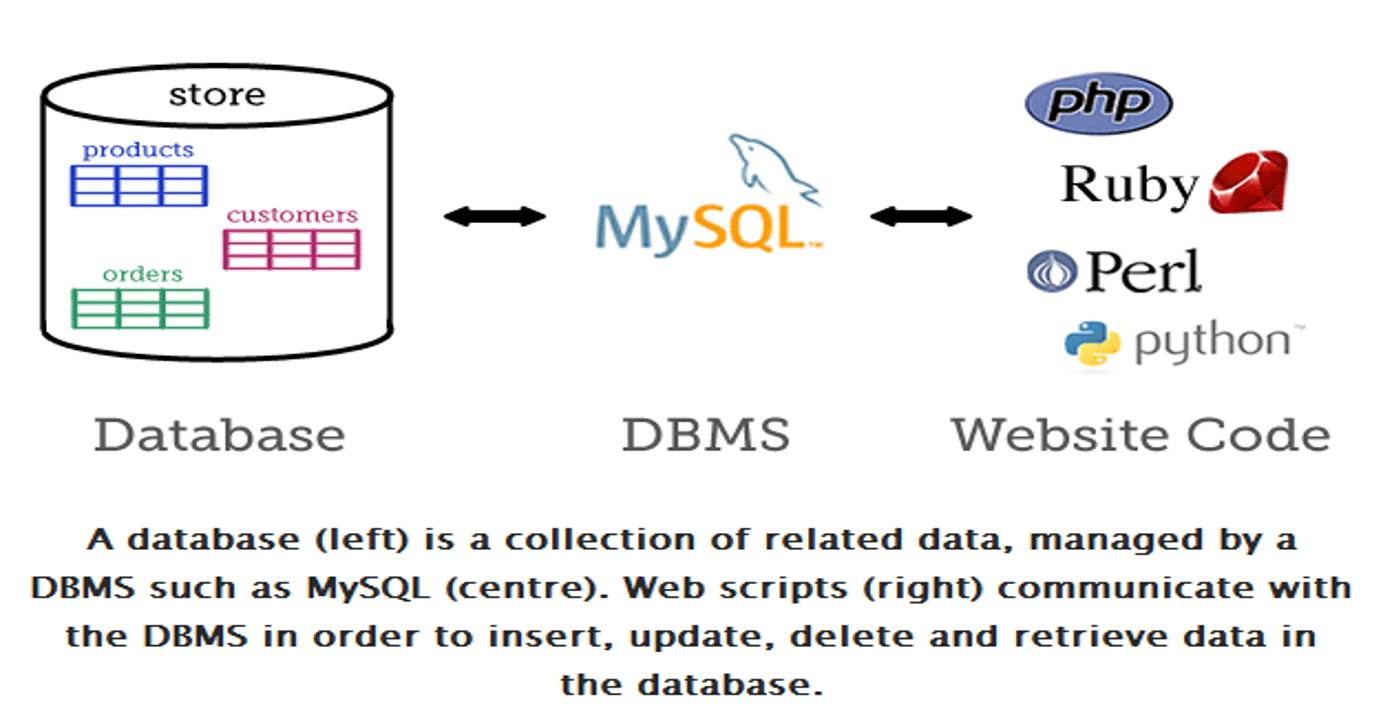 store
products
customers
orders
MySQL™
php
Ruby
Perl
python™
Database
DBMS
Website Code
A database (left) is a collection of related data, managed by a
DBMS such as MySQL (centre). Web scripts (right) communicate with
the DBMS in order to insert, update, delete and retrieve data in
the database.